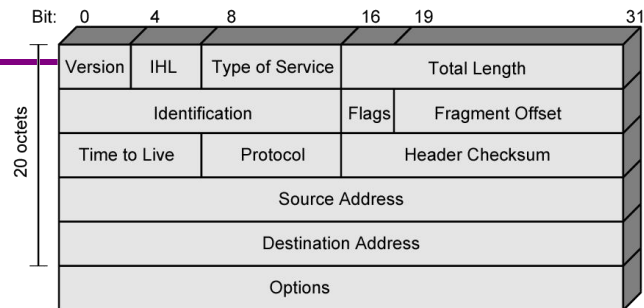 Bit: 0 4 8 16 19 31
Version IHL Type of Service Total Length
Identification Flags Fragment Offset
Time to Live Protocol Header Checksum
Source Address
Destination Address
Options
20 octets